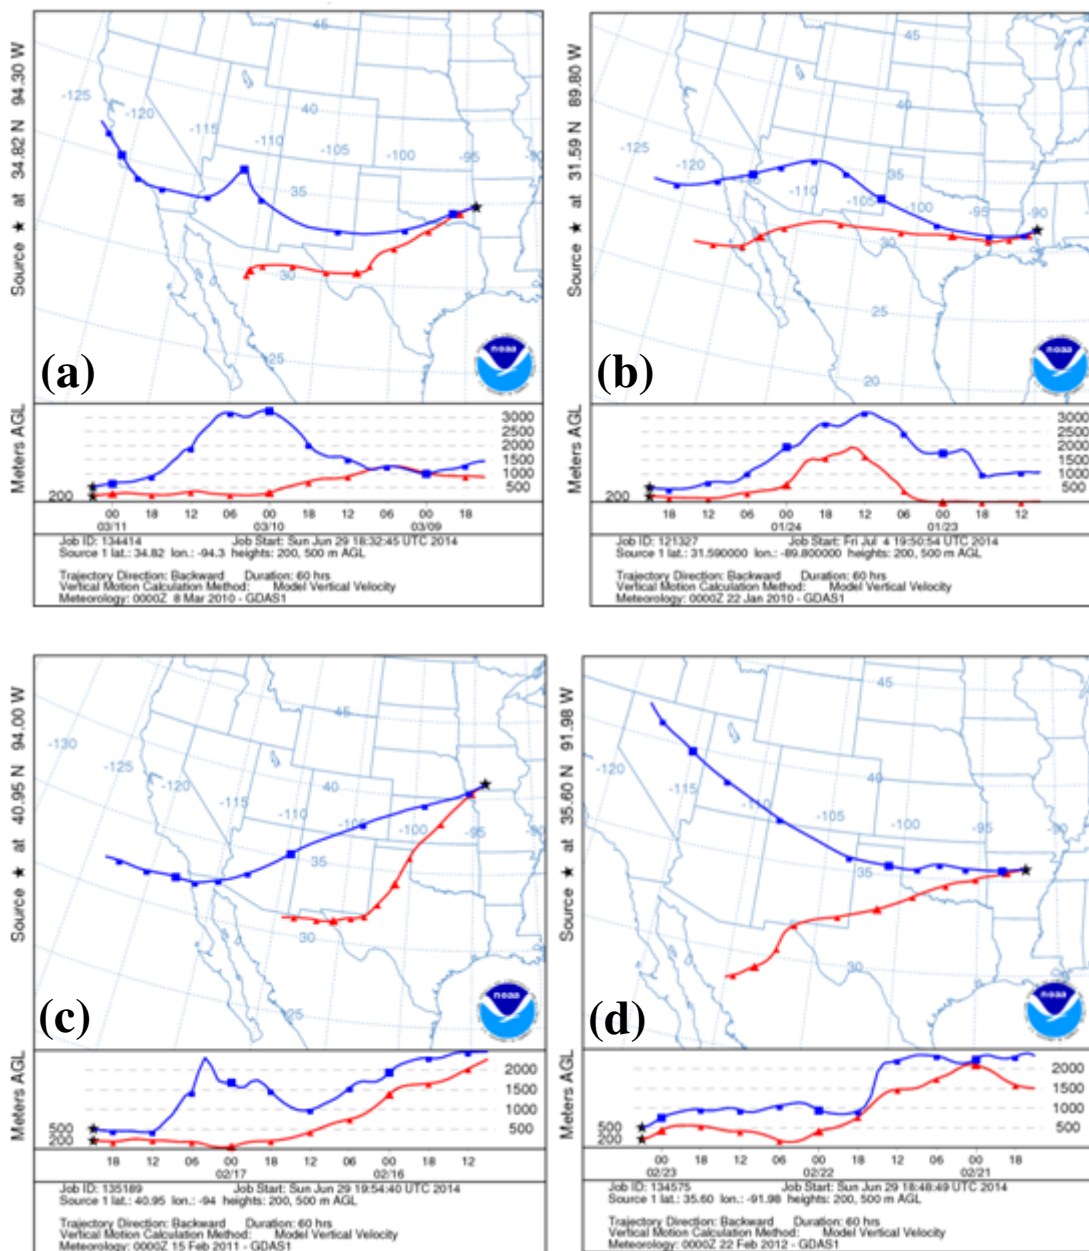 Source ★ at 34.82 N 94.30 W
-125
-120
-115
-110
-105
-100
-95
-90
45
40
35
30
-25
noaa
(a)
Meters AGL
3000
2500
2000
1500
1000
500
200
00 18 12 06 00 18 12 06 00 18
03/11 03/10 03/09
Job ID: 134414 Job Start: Sun Jun 29 18:32:45 UTC 2014
Source 1 lat.: 34.82 lon.: -94.3 heights: 200, 500 m AGL
Trajectory Direction: Backward Duration: 60 hrs
Vertical Motion Calculation Method: Model Vertical Velocity
Meteorology: 0000Z 8 Mar 2010 - GDAS1
Source ★ at 31.59 N 89.80 W
-125
-120
-110
-105
-100
-95
-90
45
40
35
30
25
20
noaa
(b)
Meters AGL
3000
2500
2000
1500
1000
500
200
18 12 06 00 18 12 06 00 18 12
01/24 01/23
Job ID: 121327 Job Start: Fri Jul 4 19:50:54 UTC 2014
Source 1 lat.: 31.590000 lon.: -89.800000 heights: 200, 500 m AGL
Trajectory Direction: Backward Duration: 60 hrs
Vertical Motion Calculation Method: Model Vertical Velocity
Meteorology: 0000Z 22 Jan 2010 - GDAS1
Source ★ at 40.95 N 94.00 W
-130
-125
-120
-115
-110
-105
-100
-95
45
40
35
30
-25
noaa
(c)
Meters AGL
2000
1500
1000
500
500
200
18 12 06 00 18 12 06 00 18 12
02/17 02/16
Job ID: 135189 Job Start: Sun Jun 29 19:54:40 UTC 2014
Source 1 lat.: 40.95 lon.: -94 heights: 200, 500 m AGL
Trajectory Direction: Backward Duration: 60 hrs
Vertical Motion Calculation Method: Model Vertical Velocity
Meteorology: 0000Z 15 Feb 2011 - GDAS1
Source ★ at 35.60 N 91.98 W
-120
-110
-105
-100
-95
-90
45
40
35
30
noaa
(d)
Meters AGL
2000
1500
1000
500
500
200
00 18 12 06 00 18 12 06 00 18
02/23 02/22 02/21
Job ID: 134575 Job Start: Sun Jun 29 18:48:49 UTC 2014
Source 1 lat.: 35.60 lon.: -91.98 heights: 200, 500 m AGL
Trajectory Direction: Backward Duration: 60 hrs
Vertical Motion Calculation Method: Model Vertical Velocity
Meteorology: 0000Z 22 Feb 2012 - GDAS1